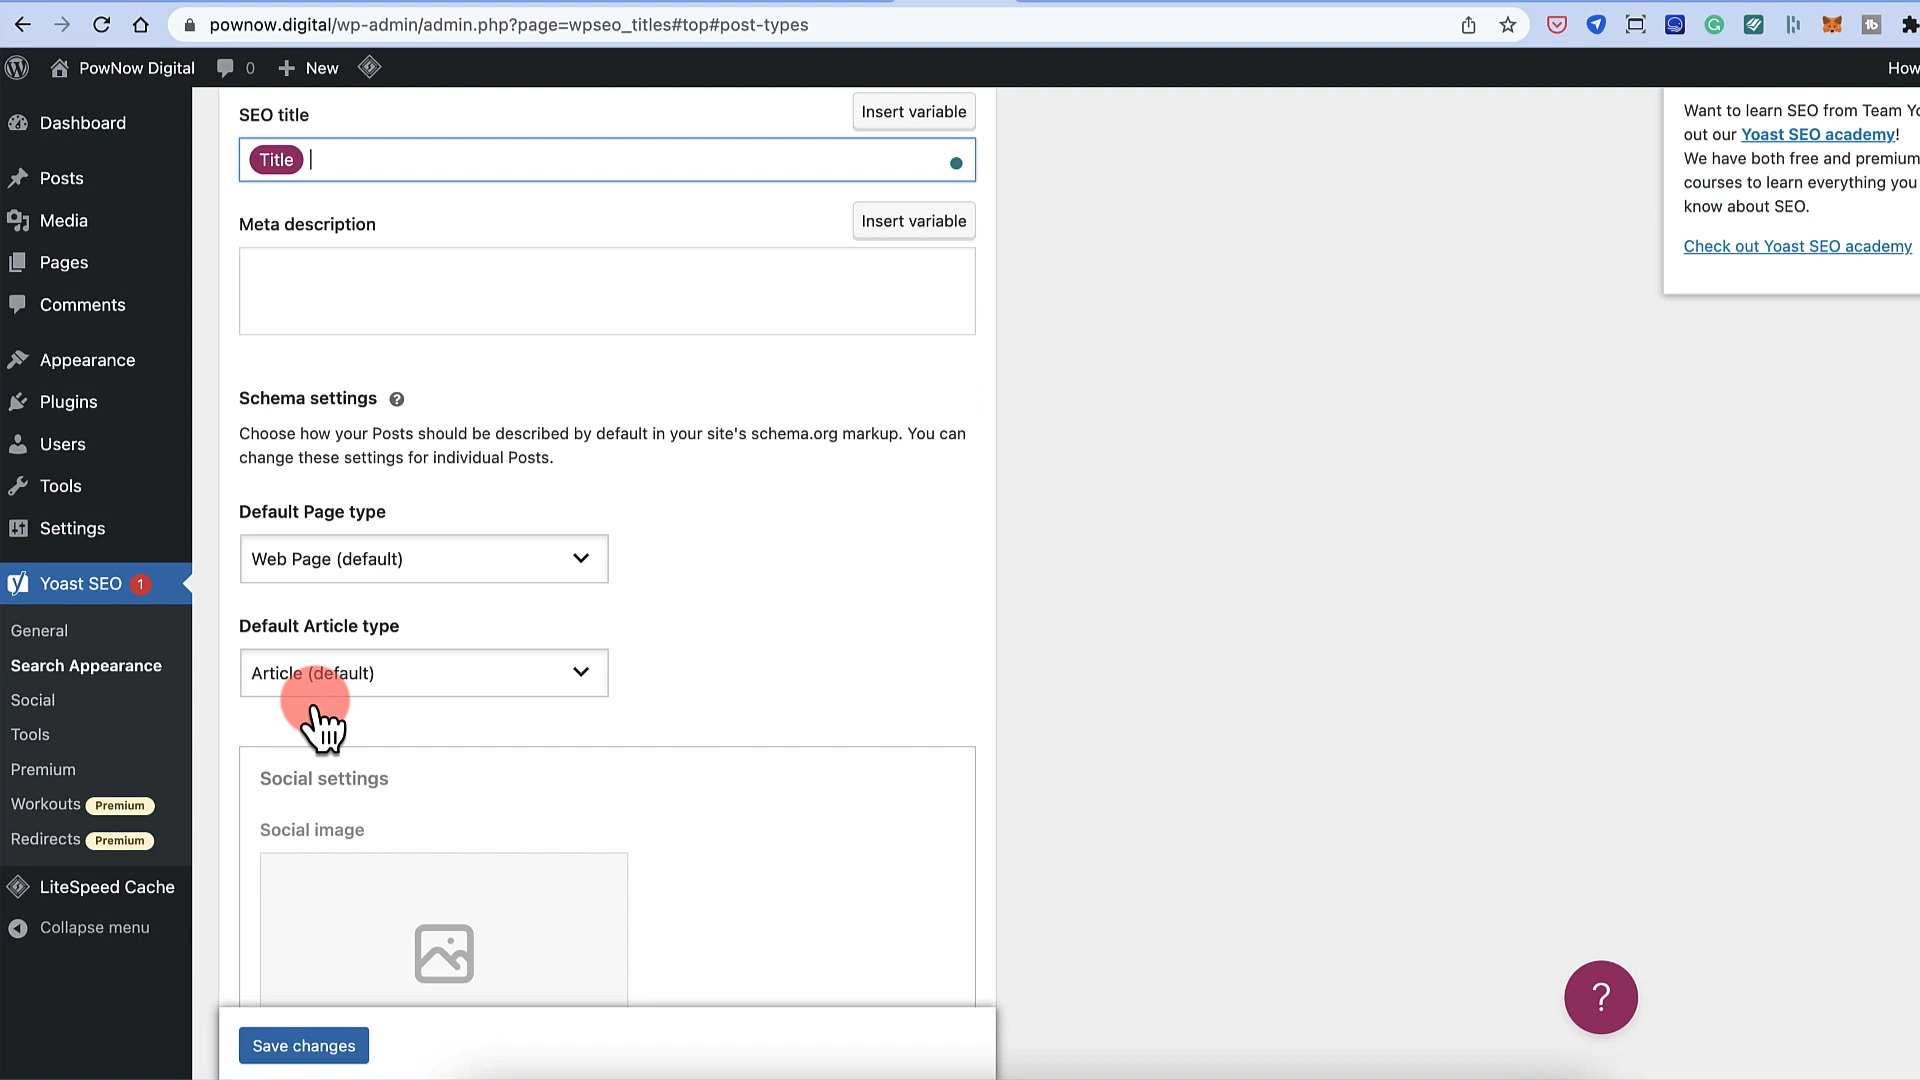 pownow.digital/wp-admin/admin.php?page=wpseo_titles#top#post-types
PowNow Digital 0 New
How
Dashboard
Posts
Media
Pages
Comments
Appearance
Plugins
Users
Tools
Settings
Yoast SEO 1
General
Search Appearance
Social
Tools
Premium
Workouts Premium
Redirects Premium
LiteSpeed Cache
Collapse menu
SEO title
Insert variable
Title
Meta description
Insert variable
Schema settings ?
Choose how your Posts should be described by default in your site's schema.org markup. You can
change these settings for individual Posts.
Default Page type
Web Page (default)
Default Article type
Article (default)
Social settings
Social image
Save changes
Want to learn SEO from Team Yo
out our Yoast SEO academy!
We have both free and premium
courses to learn everything you
know about SEO.
Check out Yoast SEO academy
?